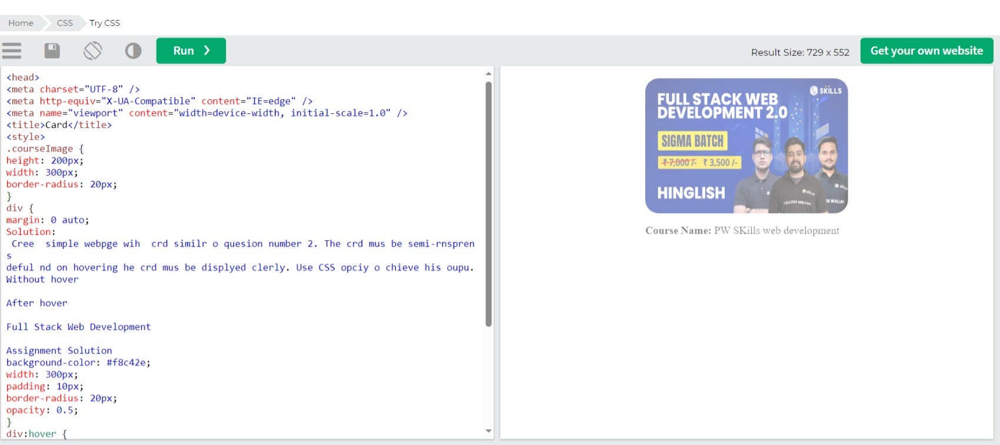 Home CSS Try CSS
Run ❯
Result Size: 729 x 552
Get your own website
<head>
<meta charset="UTF-8" />
<meta http-equiv="X-UA-Compatible" content="IE=edge" />
<meta name="viewport" content="width=device-width, initial-scale=1.0" />
<title>Card</title>
<style>
.courseImage {
height: 200px;
width: 300px;
border-radius: 20px;
}
div {
margin: 0 auto;
Solution:
Cree  simple webpge wih  crd similr o quesion number 2. The crd mus be semi-rnspren
s
deful nd on hovering he crd mus be displyed clerly. Use CSS opciy o chieve his oupu.
Without hover
After hover
Full Stack Web Development
Assignment Solution
background-color: #f8c42e;
width: 300px;
padding: 10px;
border-radius: 20px;
opacity: 0.5;
}
div:hover {
SKILLS
FULL STACK WEB
DEVELOPMENT 2.0
SIGMA BATCH
₹ 7,000 /- ₹ 3,500 /-
HINGLISH
SKILLS
COLLEGE WALLAH
WALLAH
Course Name: PW SKills web development